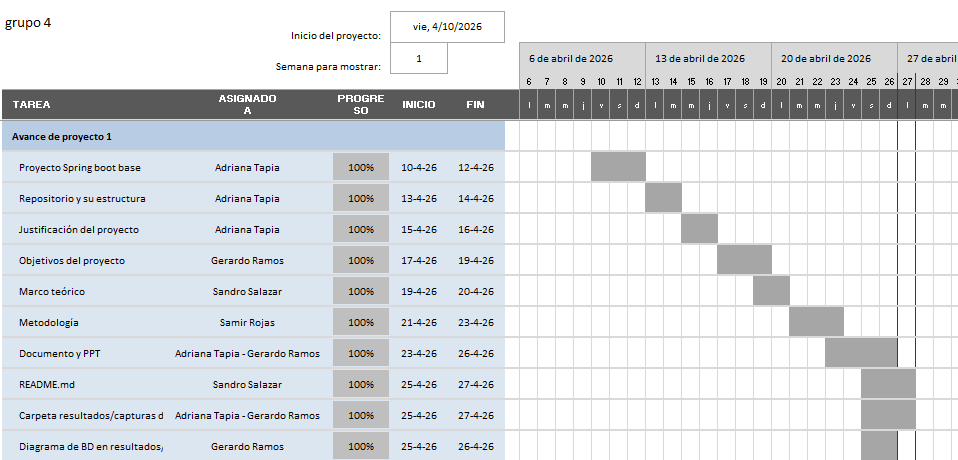 grupo 4
Inicio del proyecto: vie, 4/10/2026
Semana para mostrar: 1
6 de abril de 2026 13 de abril de 2026 20 de abril de 2026 27 de abril
6 7 8 9 10 11 12 13 14 15 16 17 18 19 20 21 22 23 24 25 26 27 28 29
TAREA ASIGNADO A PROGRESO INICIO FIN l m m j v s d l m m j v s d l m m j v s d l m m
Avance de proyecto 1
Proyecto Spring boot base Adriana Tapia 100% 10-4-26 12-4-26
Repositorio y su estructura Adriana Tapia 100% 13-4-26 14-4-26
Justificación del proyecto Adriana Tapia 100% 15-4-26 16-4-26
Objetivos del proyecto Gerardo Ramos 100% 17-4-26 19-4-26
Marco teórico Sandro Salazar 100% 19-4-26 20-4-26
Metodología Samir Rojas 100% 21-4-26 23-4-26
Documento y PPT Adriana Tapia - Gerardo Ramos 100% 23-4-26 26-4-26
README.md Sandro Salazar 100% 25-4-26 27-4-26
Carpeta resultados/capturas d Adriana Tapia - Gerardo Ramos 100% 25-4-26 27-4-26
Diagrama de BD en resultados/ Gerardo Ramos 100% 25-4-26 26-4-26